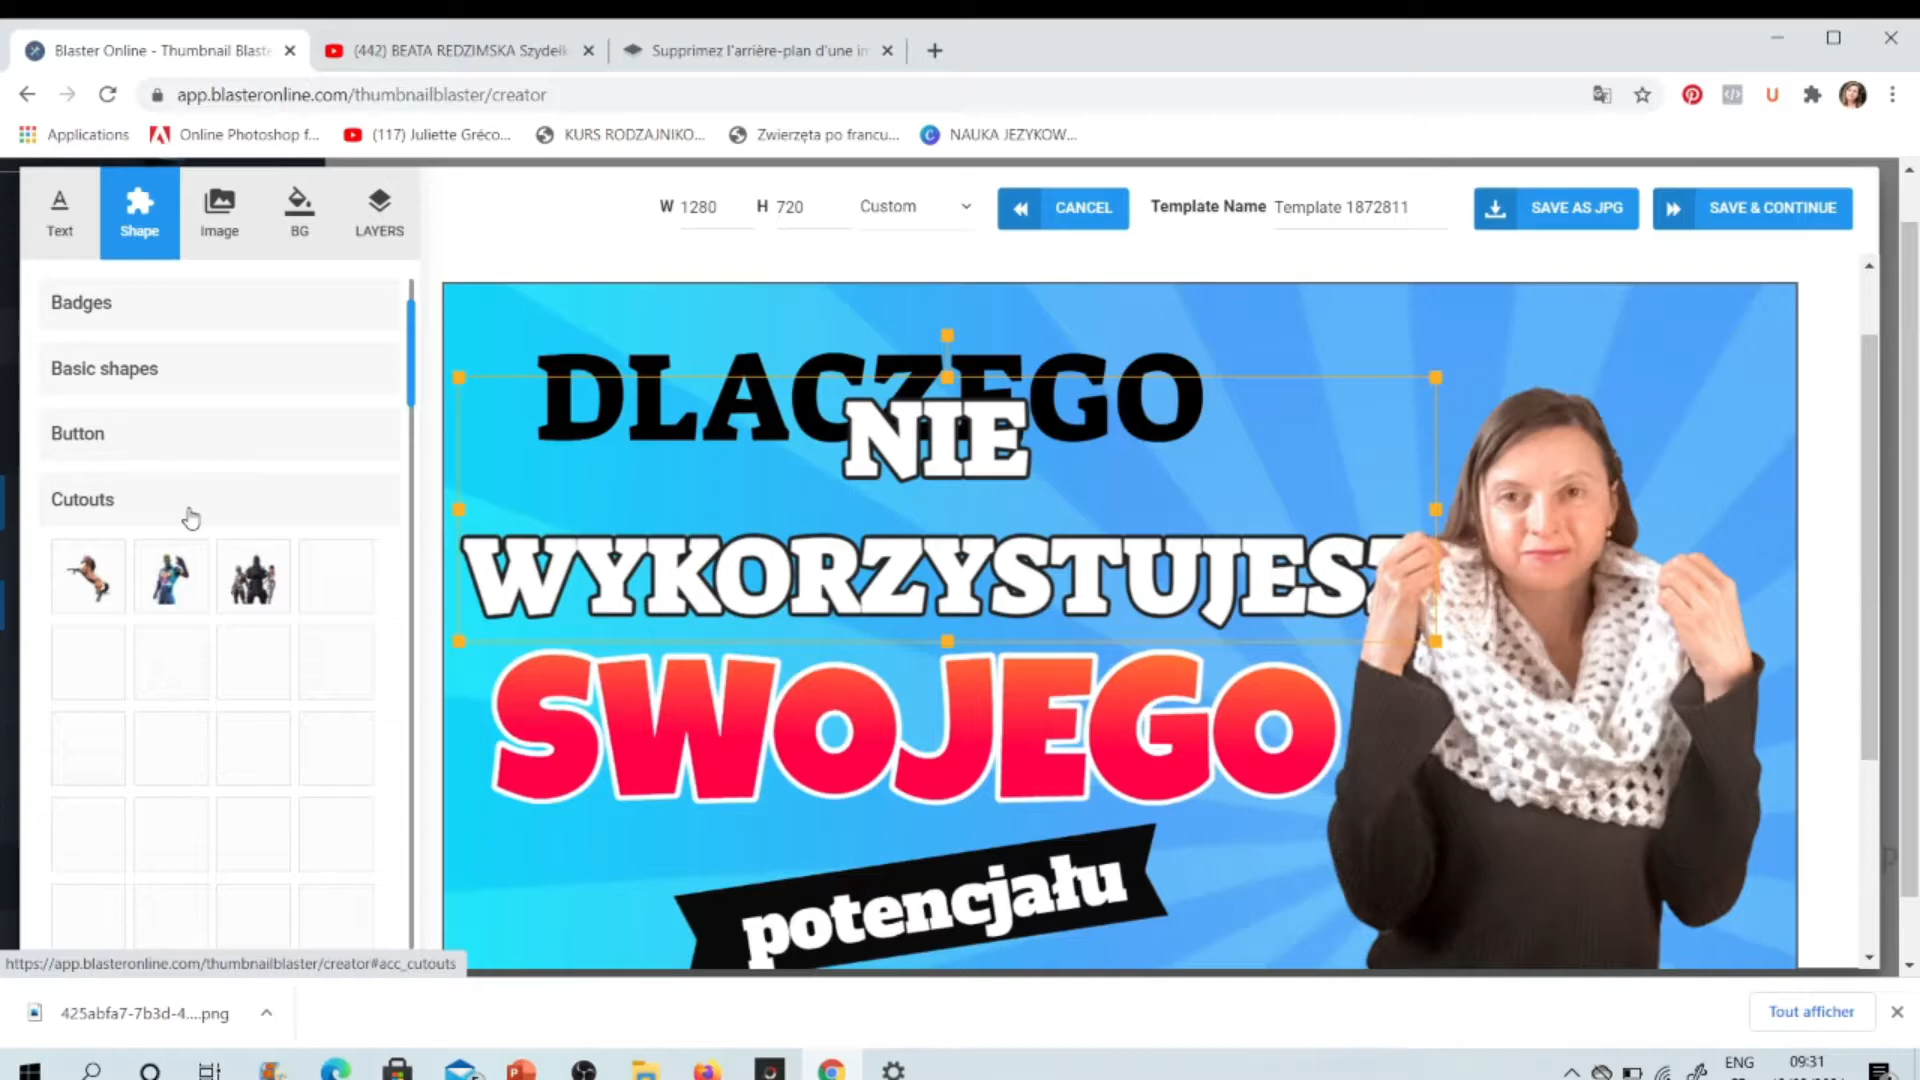 Blaster Online - Thumbnail Blaste
(442) BEATA REDZIMSKA Szydełk
Supprimez l'arrière-plan d'une im
app.blasteronline.com/thumbnailblaster/creator
Applications
Online Photoshop f...
(117) Juliette Gréco...
KURS RODZAJNIKO...
Zwierzęta po francu...
NAUKA JEZYKOW...
Text
Shape
Image
BG
LAYERS
W 1280
H 720
Custom
CANCEL
Template Name Template 1872811
SAVE AS JPG
SAVE & CONTINUE
Badges
Basic shapes
Button
Cutouts
DLACZEGO
NIE
WYKORZYSTUJESZ
SWOJEGO
potencjału
https://app.blasteronline.com/thumbnailblaster/creator#acc_cutouts
425abfa7-7b3d-4....png
Tout afficher
ENG
09:31